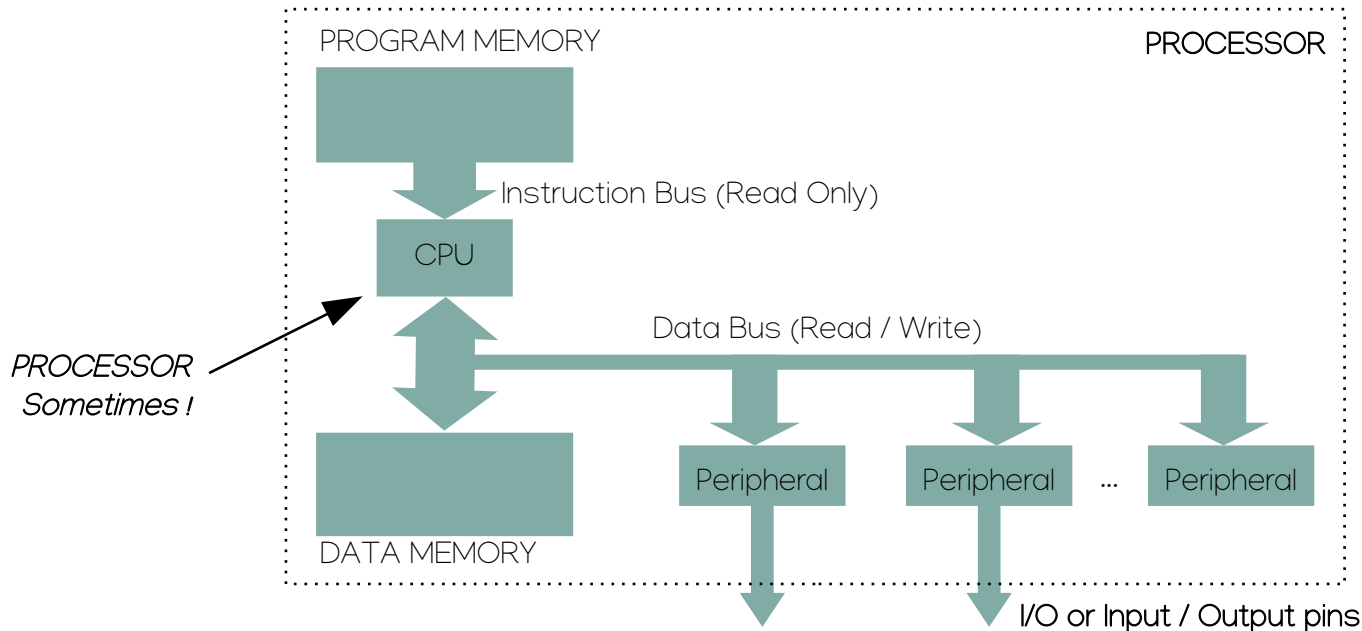 PROGRAM MEMORY
PROCESSOR
Instruction Bus (Read Only)
CPU
Data Bus (Read / Write)
PROCESSOR
Sometimes !
Peripheral
Peripheral
...
Peripheral
DATA MEMORY
I/O or Input / Output pins